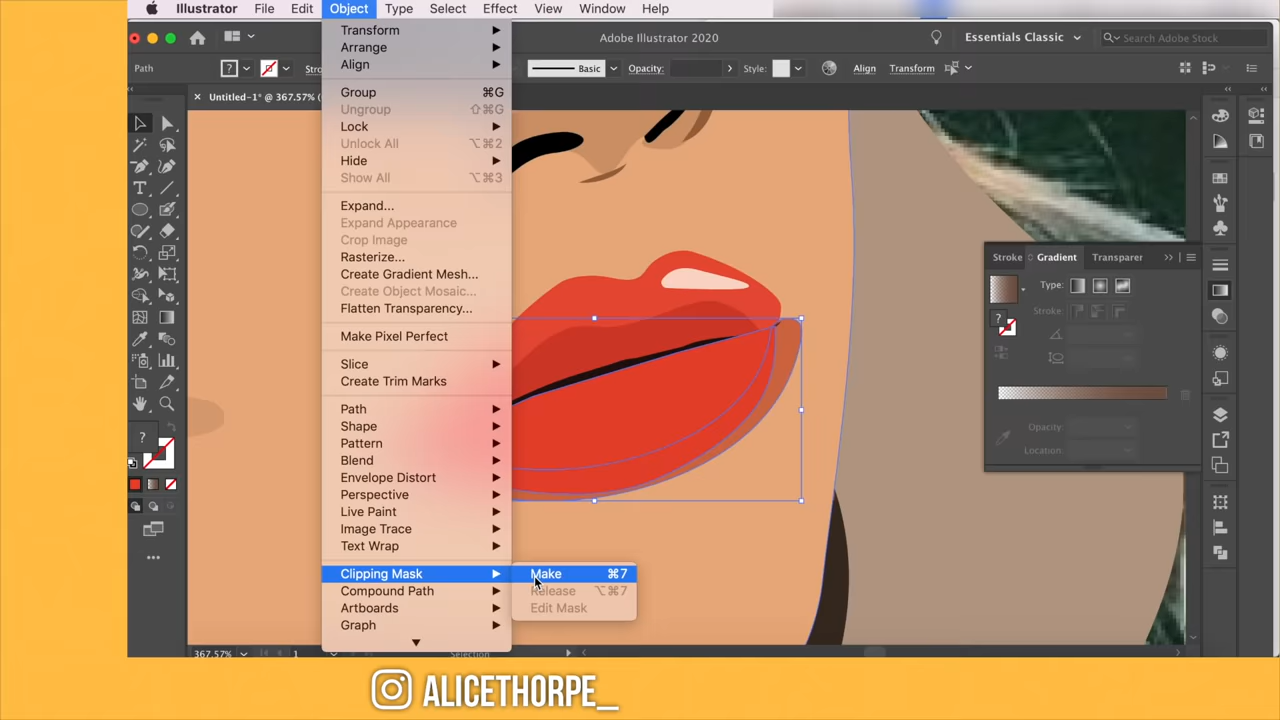 Illustrator File Edit Object Type Select Effect View Window Help
Adobe Illustrator 2020 Essentials Classic Search Adobe Stock
Path Basic Opacity: Style: Align Transform
Untitled-1* @ 367.57%
Transform
Arrange
Align
Group ⌘G
Ungroup ⇧⌘G
Lock
Unlock All ⌥⌘2
Hide
Show All ⌥⌘3
Expand...
Expand Appearance
Crop Image
Rasterize...
Create Gradient Mesh...
Create Object Mosaic...
Flatten Transparency...
Make Pixel Perfect
Slice
Create Trim Marks
Path
Shape
Pattern
Blend
Envelope Distort
Perspective
Live Paint
Image Trace
Text Wrap
Clipping Mask
Compound Path
Artboards
Graph
Make ⌘7
Release ⌥⌘7
Edit Mask
Stroke Gradient Transparer
Type:
Stroke:
Opacity:
Location:
367.57% 1 Selection
ALICETHORPE_